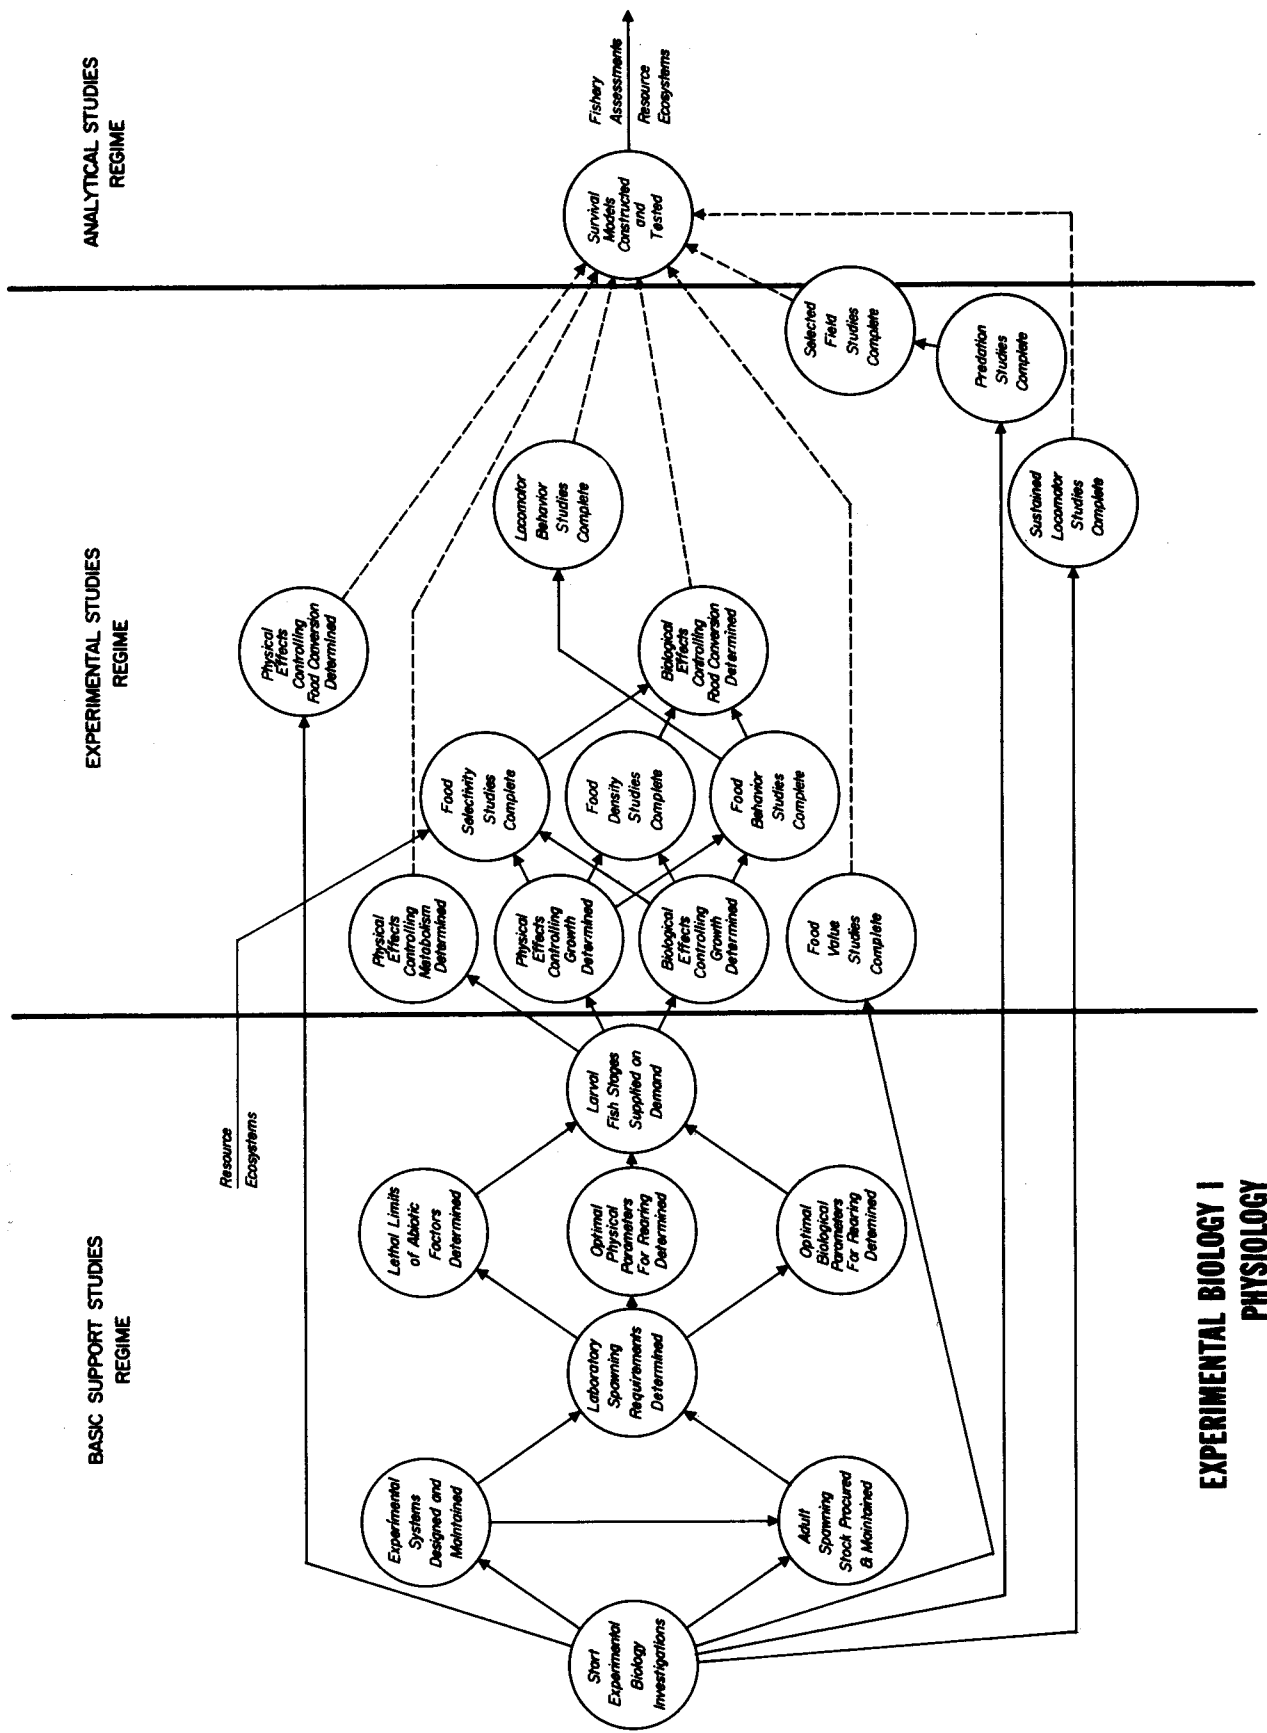 BASIC SUPPORT STUDIES
REGIME
EXPERIMENTAL STUDIES
REGIME
ANALYTICAL STUDIES
REGIME
Resource
Ecosystems
Start
Experimental
Biology
Investigations
Experimental
Systems
Designed and
Maintained
Adult
Spawning
Stock Procured
& Maintained
Laboratory
Spawning
Requirements
Determined
Lethal Limits
of Abiotic
Factors
Determined
Optimal
Physical
Parameters
For Rearing
Determined
Optimal
Biological
Parameters
For Rearing
Detemined
Larval
Fish Stages
Supplied on
Demand
Physical
Effects
Controlling
Metabolism
Determined
Physical
Effects
Controlling
Growth
Determined
Biological
Effects
Controlling
Growth
Determined
Food
Value
Studies
Complete
Food
Selectivity
Studies
Complete
Food
Density
Studies
Complete
Food
Behavior
Studies
Complete
Physical
Effects
Controlling
Food Conversion
Determined
Biological
Effects
Controlling
Food Conversion
Determined
Locomotor
Behavior
Studies
Complete
Sustained
Locomator
Studies
Complete
Predation
Studies
Complete
Selected
Field
Studies
Complete
Survival
Models
Constructed
and
Tested
Fishery
Assessments
Resource
Ecosystems
EXPERIMENTAL BIOLOGY I
PHYSIOLOGY